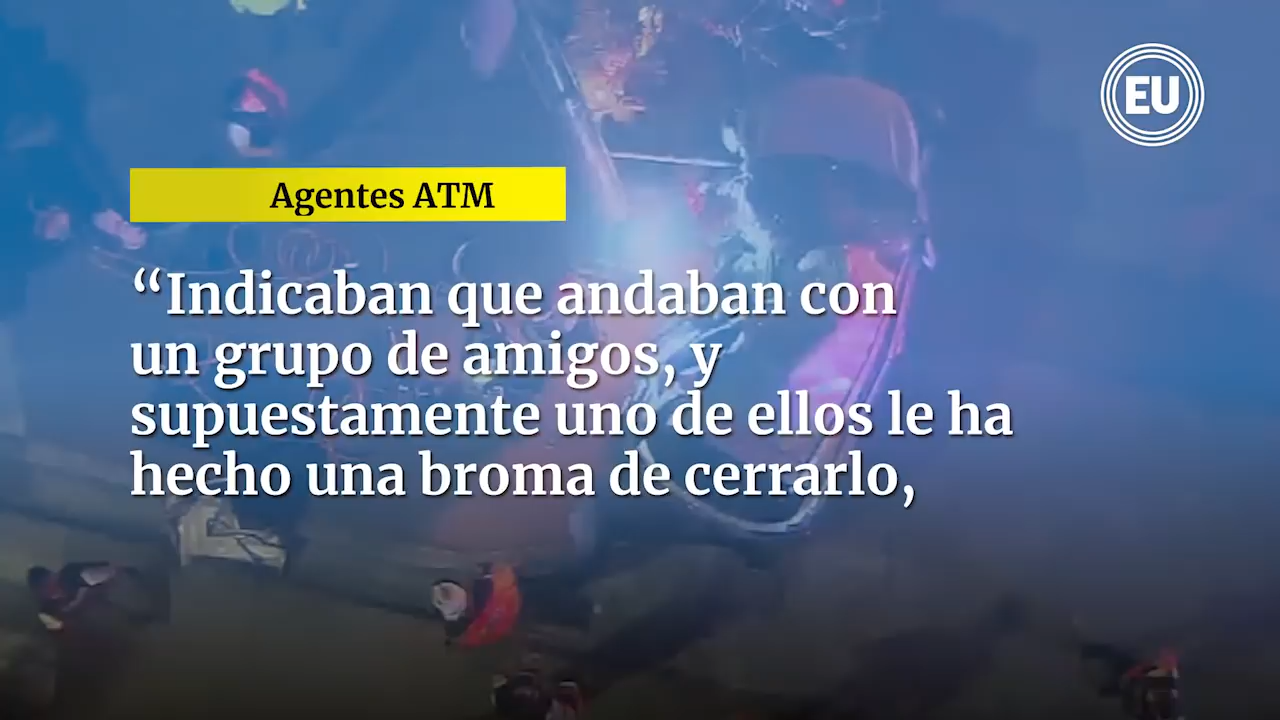 EU
Agentes ATM
“Indicaban que andaban con
un grupo de amigos, y
supuestamente uno de ellos le ha
hecho una broma de cerrarlo,